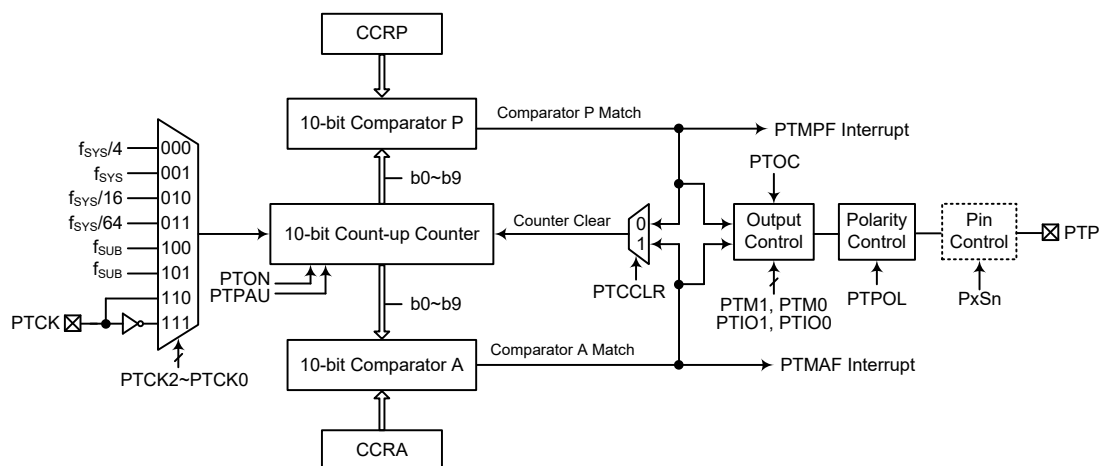 CCRP
10-bit Comparator P
Comparator P Match
PTMPF Interrupt
b0~b9
PTOC
fSYS/4
000
fSYS
001
fSYS/16
010
fSYS/64
011
fSUB
100
fSUB
101
110
111
PTCK
PTCK2~PTCK0
10-bit Count-up Counter
Counter Clear
0
1
PTCCLR
Output
Control
Polarity
Control
Pin
Control
PTP
PTON
PTPAU
b0~b9
PTM1, PTM0
PTIO1, PTIO0
PTPOL
PxSn
10-bit Comparator A
Comparator A Match
PTMAF Interrupt
CCRA